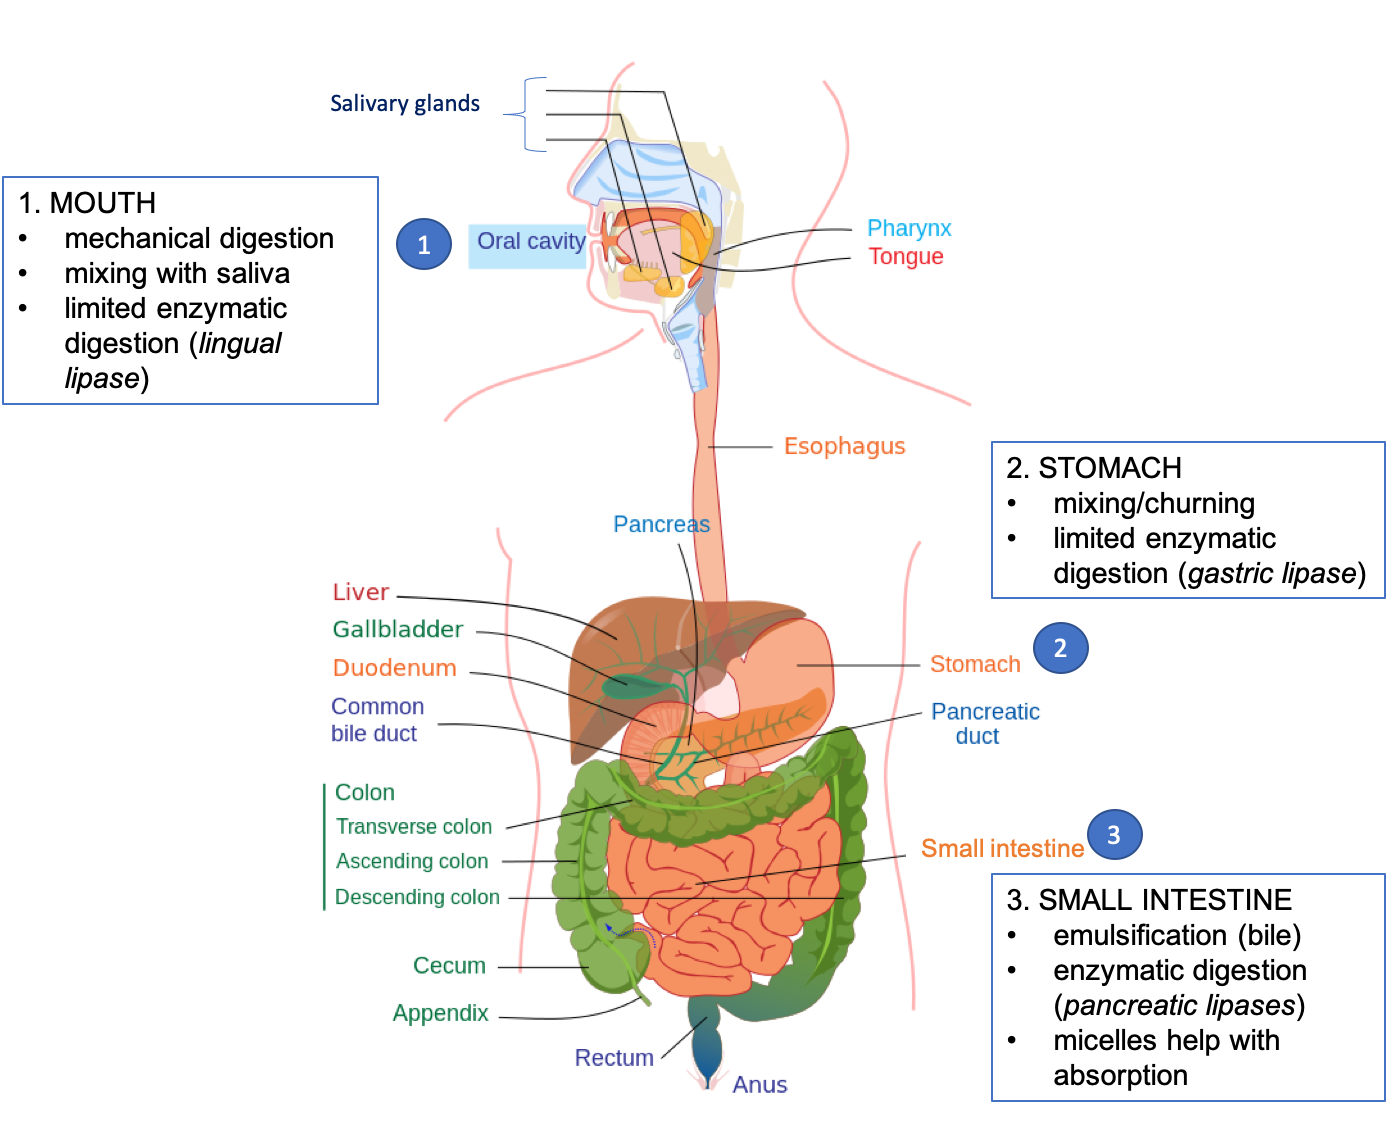 Salivary glands
1. MOUTH
• mechanical digestion
• mixing with saliva
• limited enzymatic
digestion (lingual
lipase)
1
Oral cavity
Pharynx
Tongue
Esophagus
2. STOMACH
• mixing/churning
• limited enzymatic
digestion (gastric lipase)
Pancreas
Liver
Gallbladder
Duodenum
Common
bile duct
2
Stomach
Pancreatic
duct
Colon
Transverse colon
Ascending colon
Descending colon
Small intestine
3
3. SMALL INTESTINE
• emulsification (bile)
• enzymatic digestion
(pancreatic lipases)
• micelles help with
absorption
Cecum
Appendix
Rectum
Anus